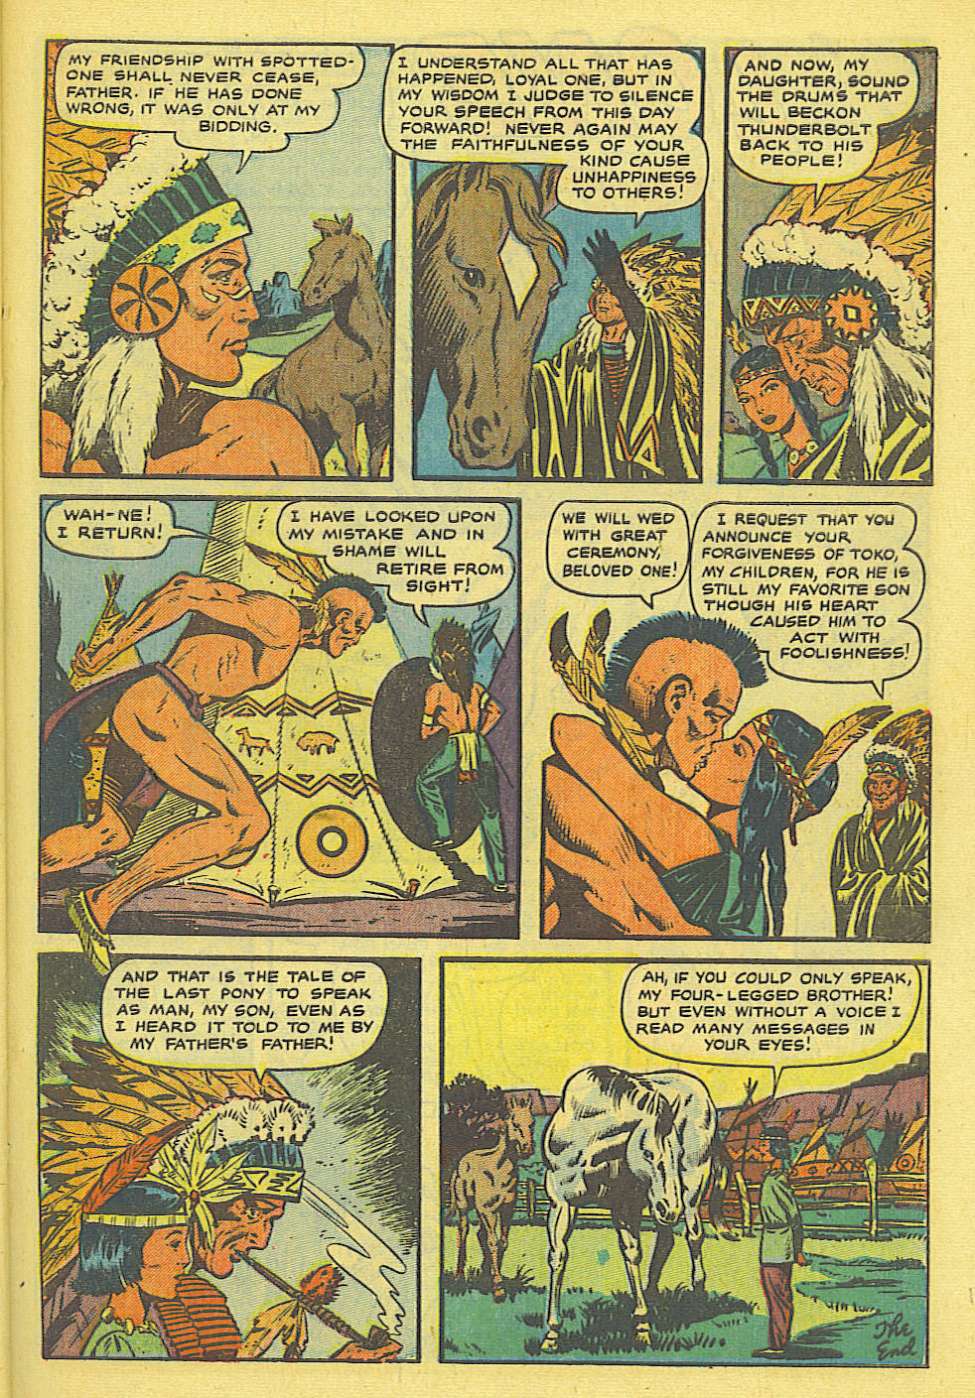 MY FRIENDSHIP WITH SPOTTED-
ONE SHALL NEVER CEASE,
FATHER. IF HE HAS DONE
WRONG, IT WAS ONLY AT MY
BIDDING.
I UNDERSTAND ALL THAT HAS
HAPPENED, LOYAL ONE, BUT IN
MY WISDOM I JUDGE TO SILENCE
YOUR SPEECH FROM THIS DAY
FORWARD! NEVER AGAIN MAY
THE FAITHFULNESS OF YOUR
KIND CAUSE
UNHAPPINESS
TO OTHERS!
AND NOW, MY
DAUGHTER, SOUND
THE DRUMS THAT
WILL BECKON
THUNDERBOLT
BACK TO HIS
PEOPLE!
WAH-NE!
I RETURN!
I HAVE LOOKED UPON
MY MISTAKE AND IN
SHAME WILL
RETIRE FROM
SIGHT!
WE WILL WED
WITH GREAT
CEREMONY,
BELOVED ONE!
I REQUEST THAT YOU
ANNOUNCE YOUR
FORGIVENESS OF TOKO,
MY CHILDREN, FOR HE IS
STILL MY FAVORITE SON
THOUGH HIS HEART
CAUSED HIM TO
ACT WITH
FOOLISHNESS!
AND THAT IS THE TALE OF
THE LAST PONY TO SPEAK
AS MAN, MY SON, EVEN AS
I HEARD IT TOLD TO ME BY
MY FATHER'S FATHER!
AH, IF YOU COULD ONLY SPEAK,
MY FOUR-LEGGED BROTHER!
BUT EVEN WITHOUT A VOICE I
READ MANY MESSAGES IN
YOUR EYES!
The
End